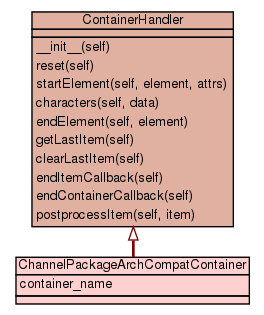 ContainerHandler
__init__(self)
reset(self)
startElement(self, element, attrs)
characters(self, data)
endElement(self, element)
getLastItem(self)
clearLastItem(self)
endItemCallback(self)
endContainerCallback(self)
postprocessItem(self, item)
ChannelPackageArchCompatContainer
container_name